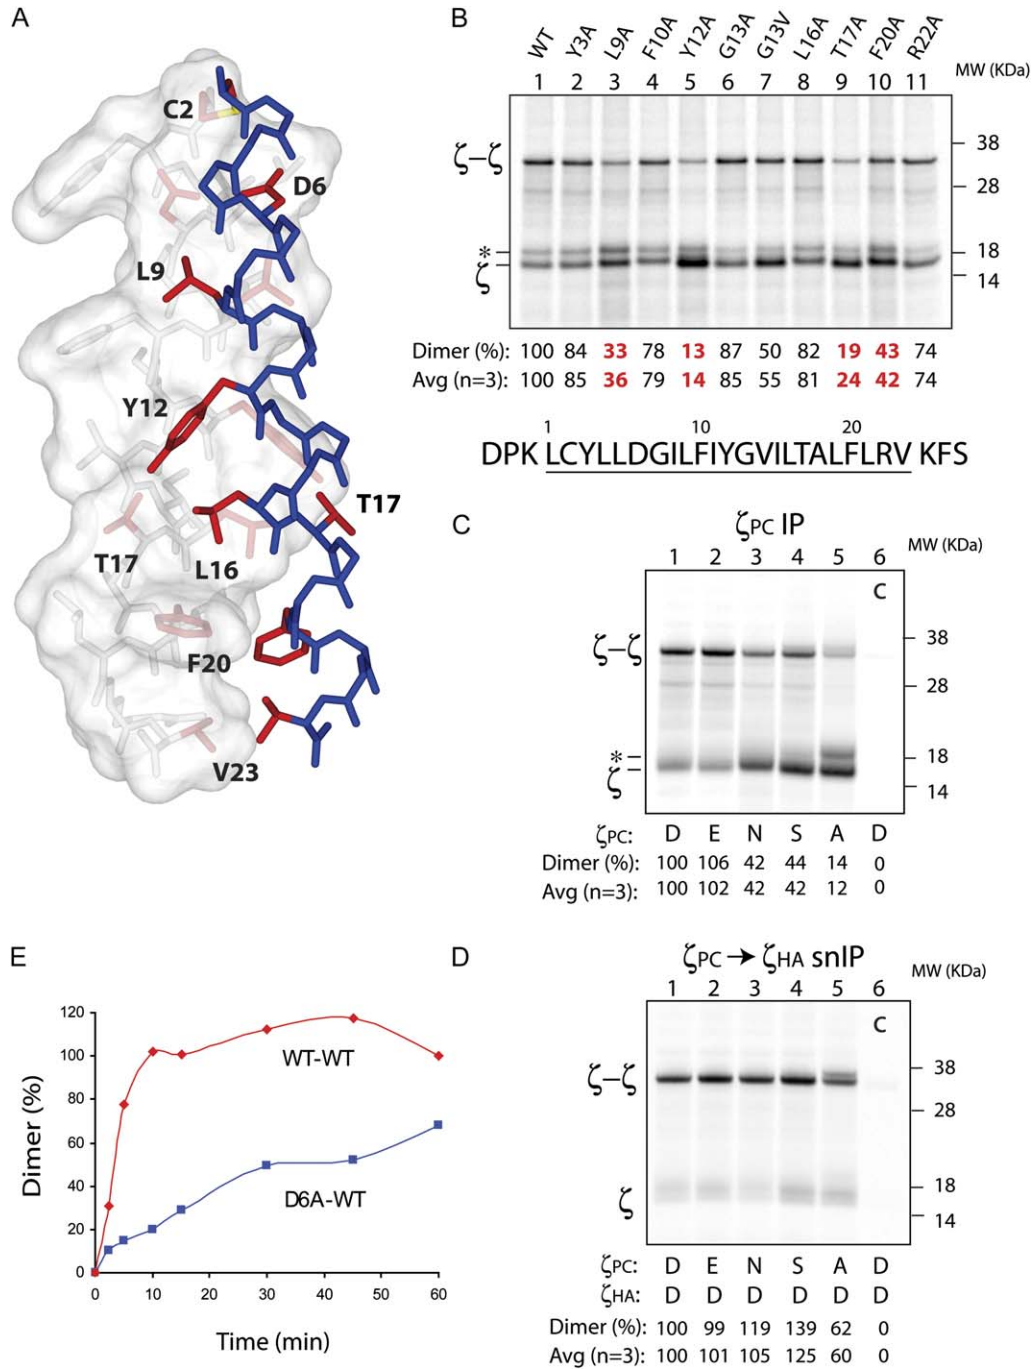 A
C2
D6
L9
Y12
T17
T17
L16
F20
V23
B
WT Y3A L9A F10A Y12A G13A G13V L16A T17A F20A R22A
1 2 3 4 5 6 7 8 9 10 11
MW (KDa)
ζ–ζ
*
ζ
38
28
18
14
Dimer (%): 100 84 33 78 13 87 50 82 19 43 74
Avg (n=3): 100 85 36 79 14 85 55 81 24 42 74
1 10 20
DPK LCYLLDGILFIYGVILTALFLRV KFS
C
ζPC IP
1 2 3 4 5 6
MW (KDa)
C
ζ–ζ
*
ζ
38
28
18
14
ζPC: D E N S A D
Dimer (%): 100 106 42 44 14 0
Avg (n=3): 100 102 42 42 12 0
E
Dimer (%)
120
100
80
60
40
20
0
WT-WT
D6A-WT
0 10 20 30 40 50 60
Time (min)
D
ζPC → ζHA snIP
1 2 3 4 5 6
MW (KDa)
C
ζ–ζ
ζ
38
28
18
14
ζPC: D E N S A D
ζHA: D D D D D D
Dimer (%): 100 99 119 139 62 0
Avg (n=3): 100 101 105 125 60 0